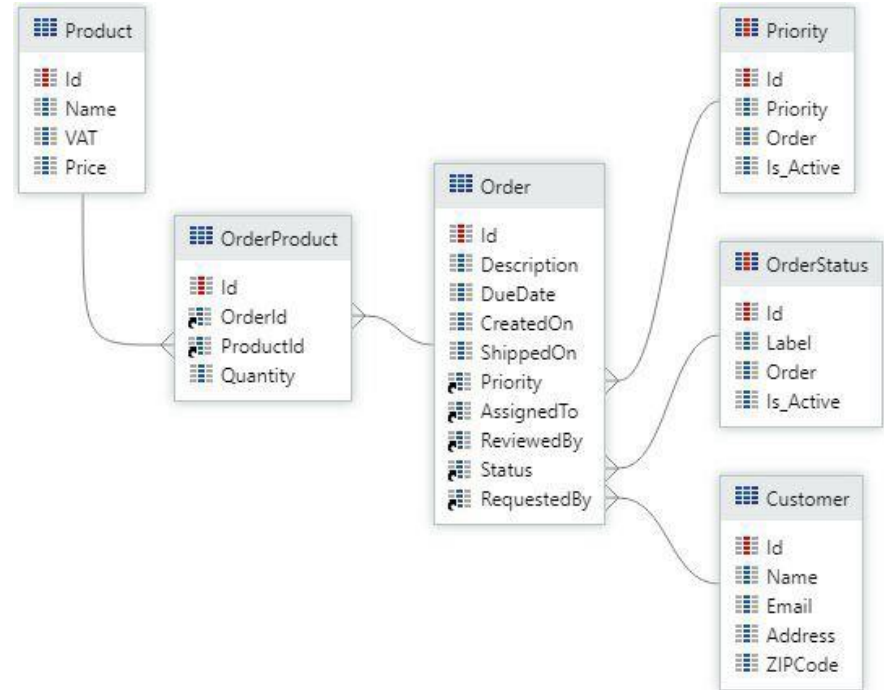 Product
Id
Name
VAT
Price
OrderProduct
Id
OrderId
ProductId
Quantity
Order
Id
Description
DueDate
CreatedOn
ShippedOn
Priority
AssignedTo
ReviewedBy
Status
RequestedBy
Priority
Id
Priority
Order
Is_Active
OrderStatus
Id
Label
Order
Is_Active
Customer
Id
Name
Email
Address
ZIPCode